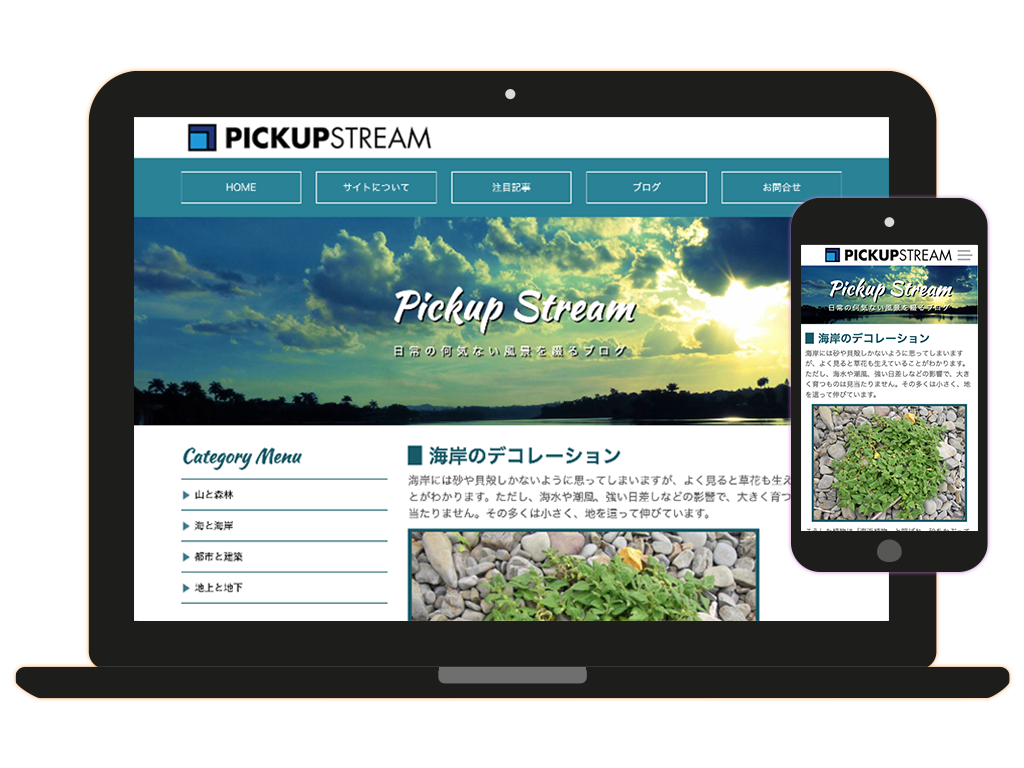 PICKUPSTREAM
HOME
サイトについて
注目記事
ブログ
お問合せ
Pickup Stream
日常の何気ない風景を綴るブログ
Category Menu
山と森林
海と海岸
都市と建築
地上と地下
海岸のデコレーション
海岸には砂や貝殻しかないように思ってしまいますが、よく見ると草花も生え
とがわかります。ただし、海水や潮風、強い日差しなどの影響で、大きく育つ
当たりません。その多くは小さく、地を這って伸びています。
PICKUPSTREAM
Pickup Stream
日常の何気ない風景を綴るブログ
海岸のデコレーション
海岸には砂や貝殻しかないように思ってしまいます
が、よく見ると草花も生えていることがわかります。
ただし、海水や潮風、強い日差しなどの影響で、大き
く育つものは見当たりません。その多くは小さく、地
を這って伸びています。